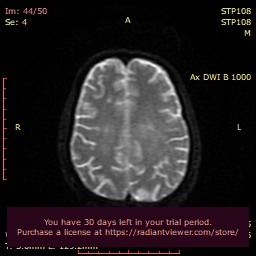 Im: 44/50
Se: 4
A
STP108
STP108
M
Ax DWI B 1000
R
L
You have 30 days left in your trial period.
Purchase a license at https://radiantviewer.com/store/